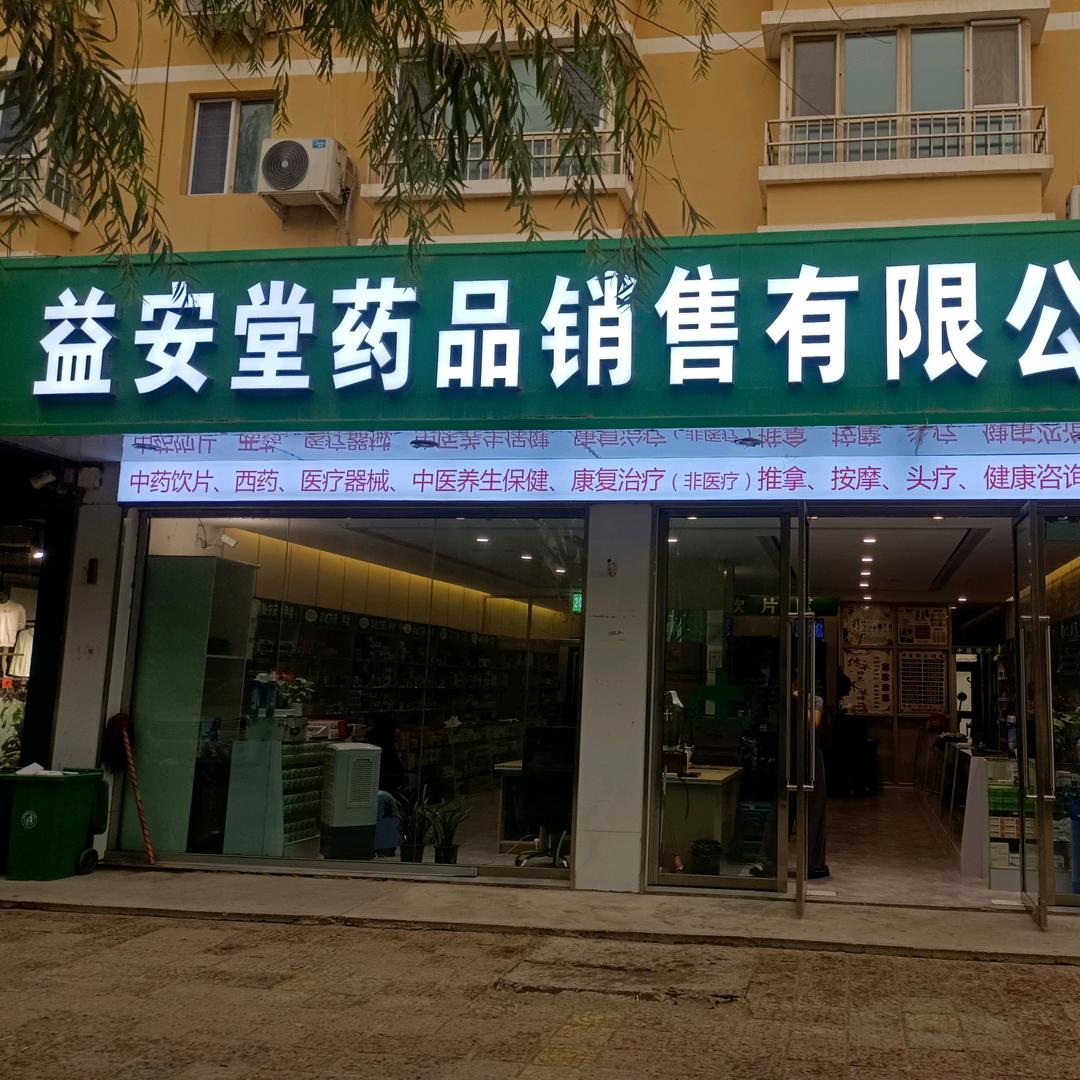 益安堂药品销售有限公
中药饮片、西药、医疗器械、中医养生保健、康复治疗（非医疗）推拿、按摩、头疗、健康咨询
饮片